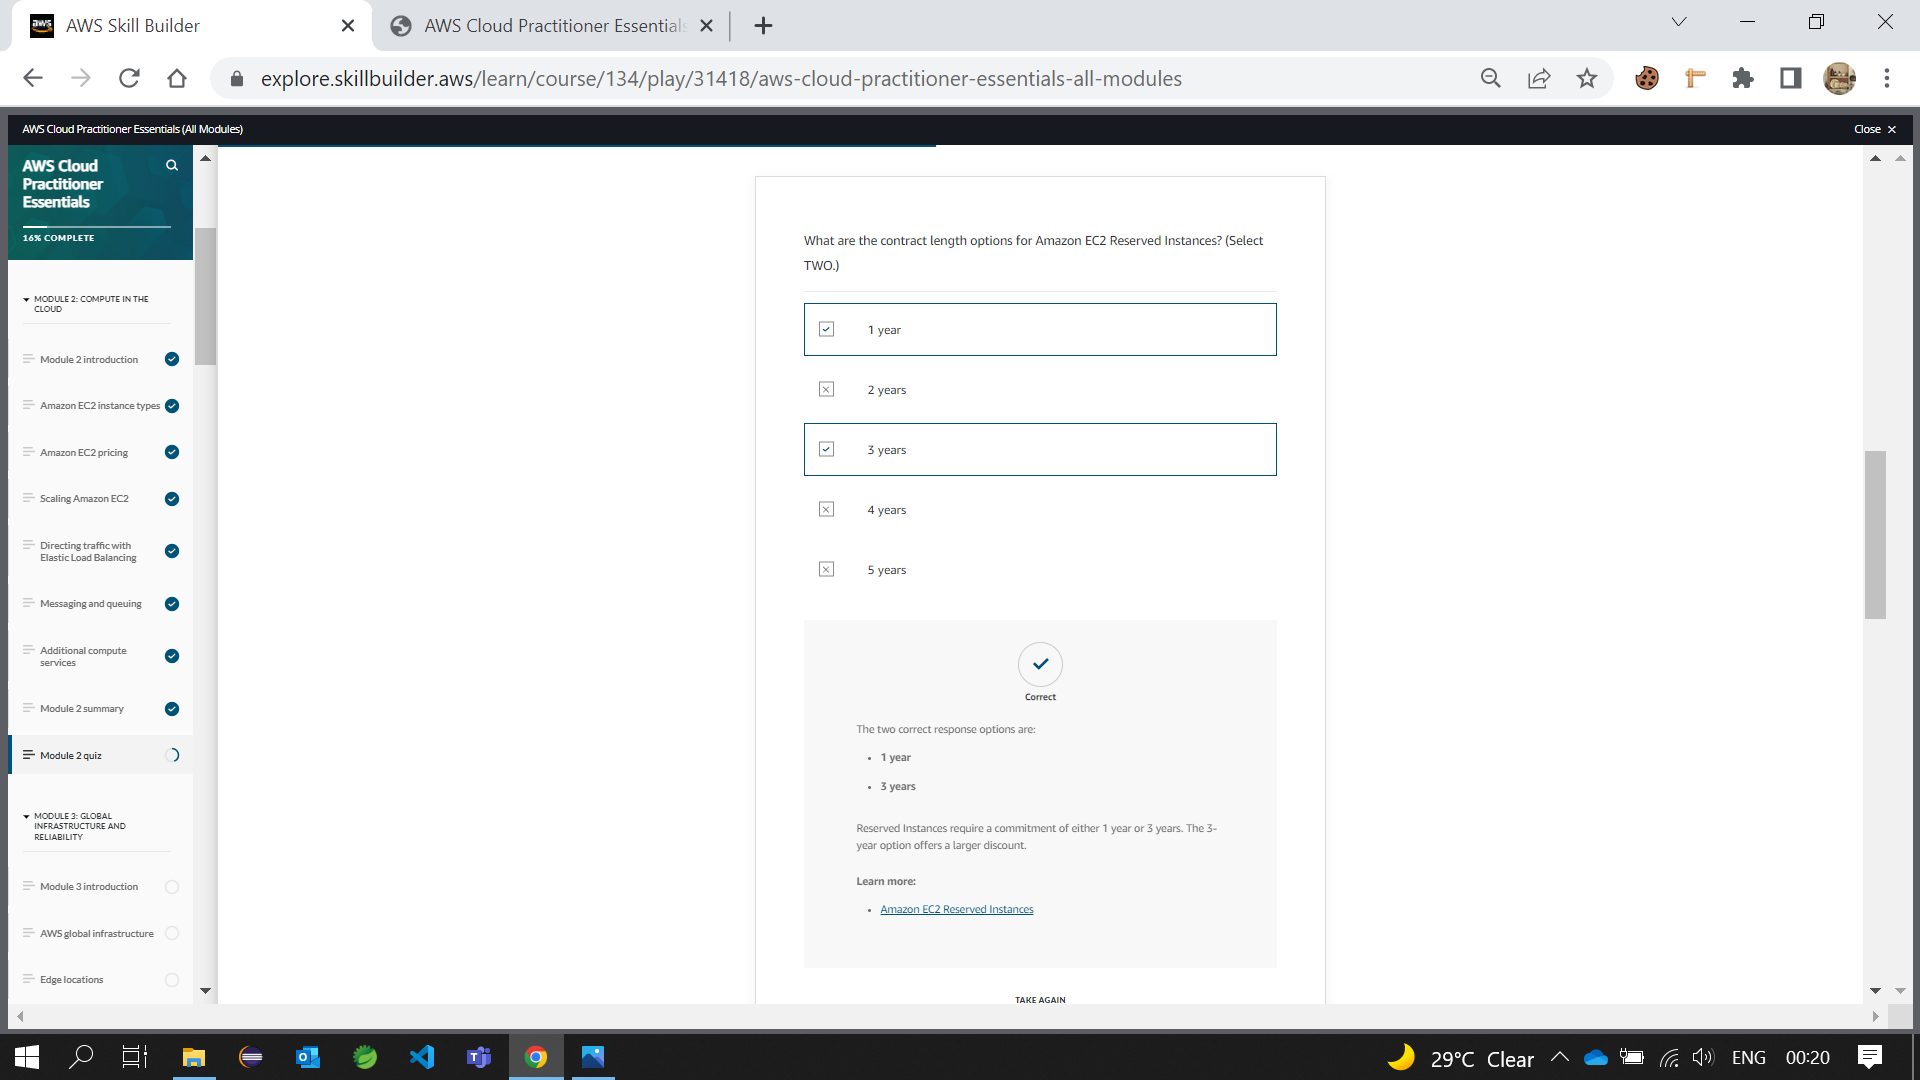 AWS Skill Builder
AWS Cloud Practitioner Essentials
explore.skillbuilder.aws/learn/course/134/play/31418/aws-cloud-practitioner-essentials-all-modules
AWS Cloud Practitioner Essentials (All Modules)
Close
AWS Cloud
Practitioner
Essentials
16% COMPLETE
MODULE 2: COMPUTE IN THE
CLOUD
Module 2 introduction
Amazon EC2 instance types
Amazon EC2 pricing
Scaling Amazon EC2
Directing traffic with
Elastic Load Balancing
Messaging and queuing
Additional compute
services
Module 2 summary
Module 2 quiz
MODULE 3: GLOBAL
INFRASTRUCTURE AND
RELIABILITY
Module 3 introduction
AWS global infrastructure
Edge locations
What are the contract length options for Amazon EC2 Reserved Instances? (Select
TWO.)
1 year
2 years
3 years
4 years
5 years
Correct
The two correct response options are:
• 1 year
• 3 years
Reserved Instances require a commitment of either 1 year or 3 years. The 3-
year option offers a larger discount.
Learn more:
• Amazon EC2 Reserved Instances
TAKE AGAIN
29°C Clear
ENG
00:20